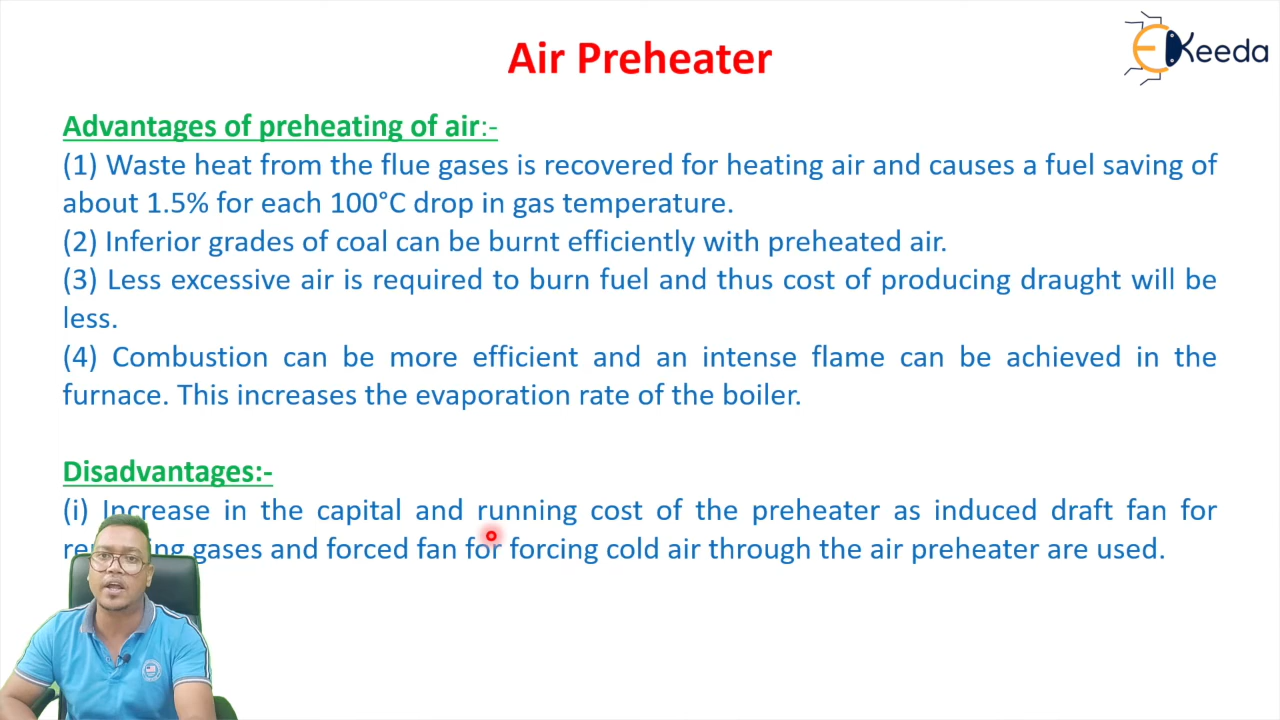 Air Preheater
EKeeda
Advantages of preheating of air:-
(1) Waste heat from the flue gases is recovered for heating air and causes a fuel saving of
about 1.5% for each 100°C drop in gas temperature.
(2) Inferior grades of coal can be burnt efficiently with preheated air.
(3) Less excessive air is required to burn fuel and thus cost of producing draught will be
less.
(4) Combustion can be more efficient and an intense flame can be achieved in the
furnace. This increases the evaporation rate of the boiler.
Disadvantages:-
(i) Increase in the capital and running cost of the preheater as induced draft fan for
gases and forced fan for forcing cold air through the air preheater are used.